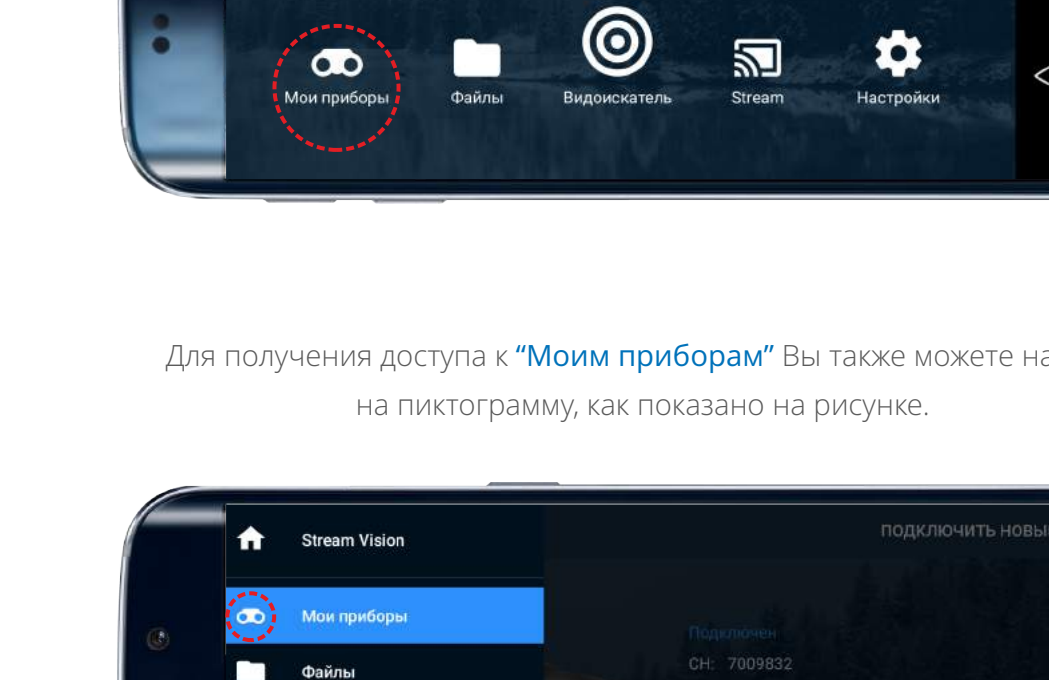 Мои приборы Файлы Видоискатель Stream Настройки
Для получения доступа к “Моим приборам” Вы также можете на
на пиктограмму, как показано на рисунке.
Stream Vision
ПОДКЛЮЧИТЬ НОВЫ
Мои приборы
Подключен
СН: 7009832
Файлы